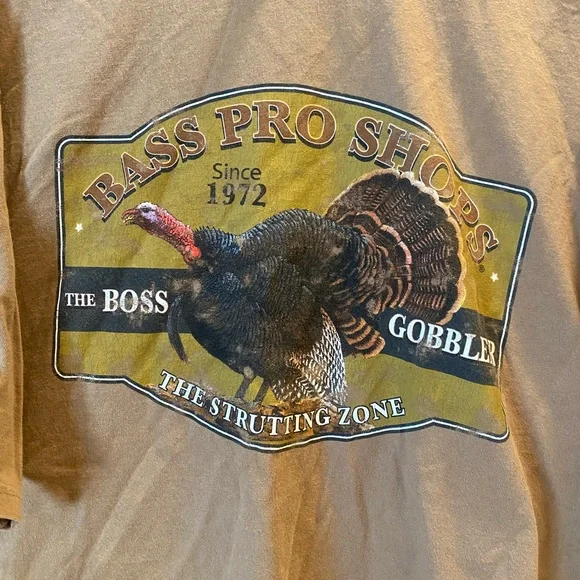 BASS PRO SHOPS®
Since
1972
THE BOSS GOBBLER
THE STRUTTING ZONE